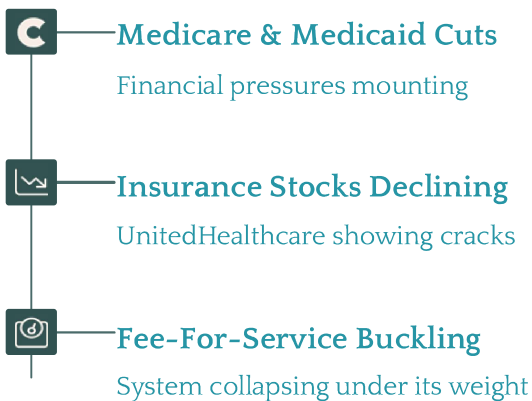 Medicare & Medicaid Cuts
Financial pressures mounting
Insurance Stocks Declining
UnitedHealthcare showing cracks
Fee-For-Service Buckling
System collapsing under its weight